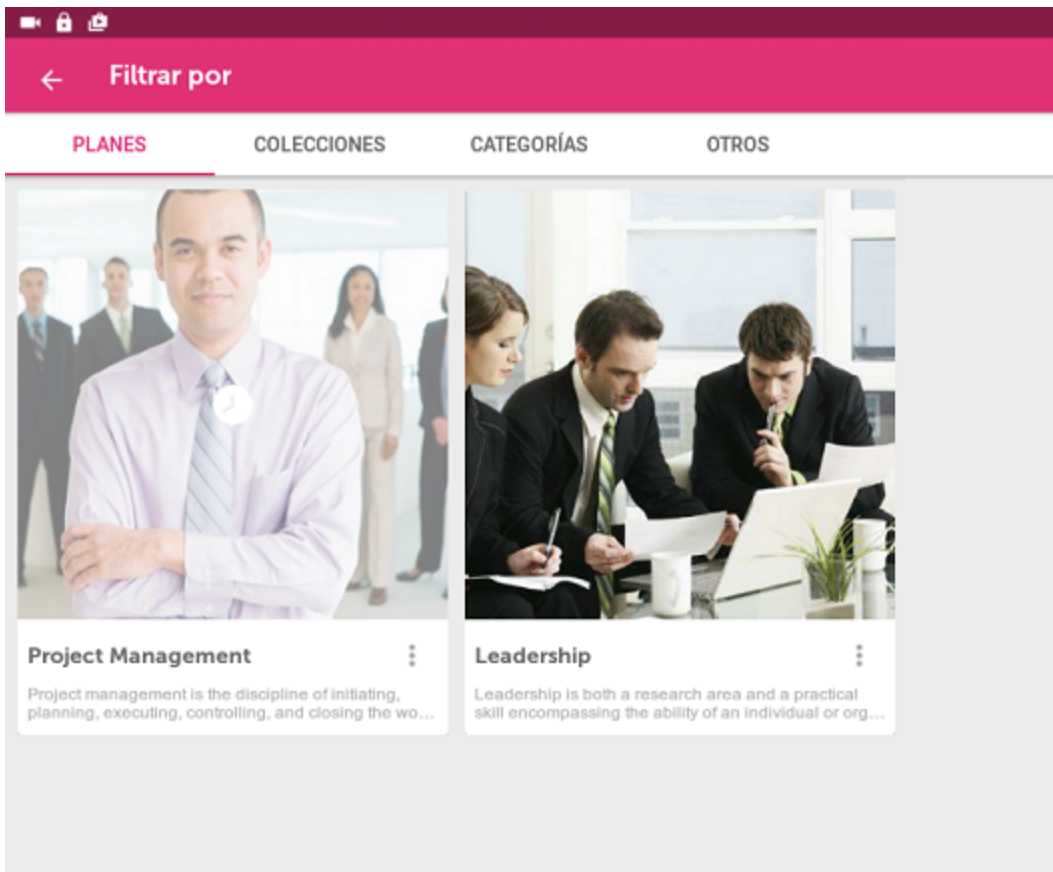 Filtrar por
PLANES COLECCIONES CATEGORÍAS OTROS
Project Management
Project management is the discipline of initiating,
planning, executing, controlling, and closing the wo...
Leadership
Leadership is both a research area and a practical
skill encompassing the ability of an individual or org...